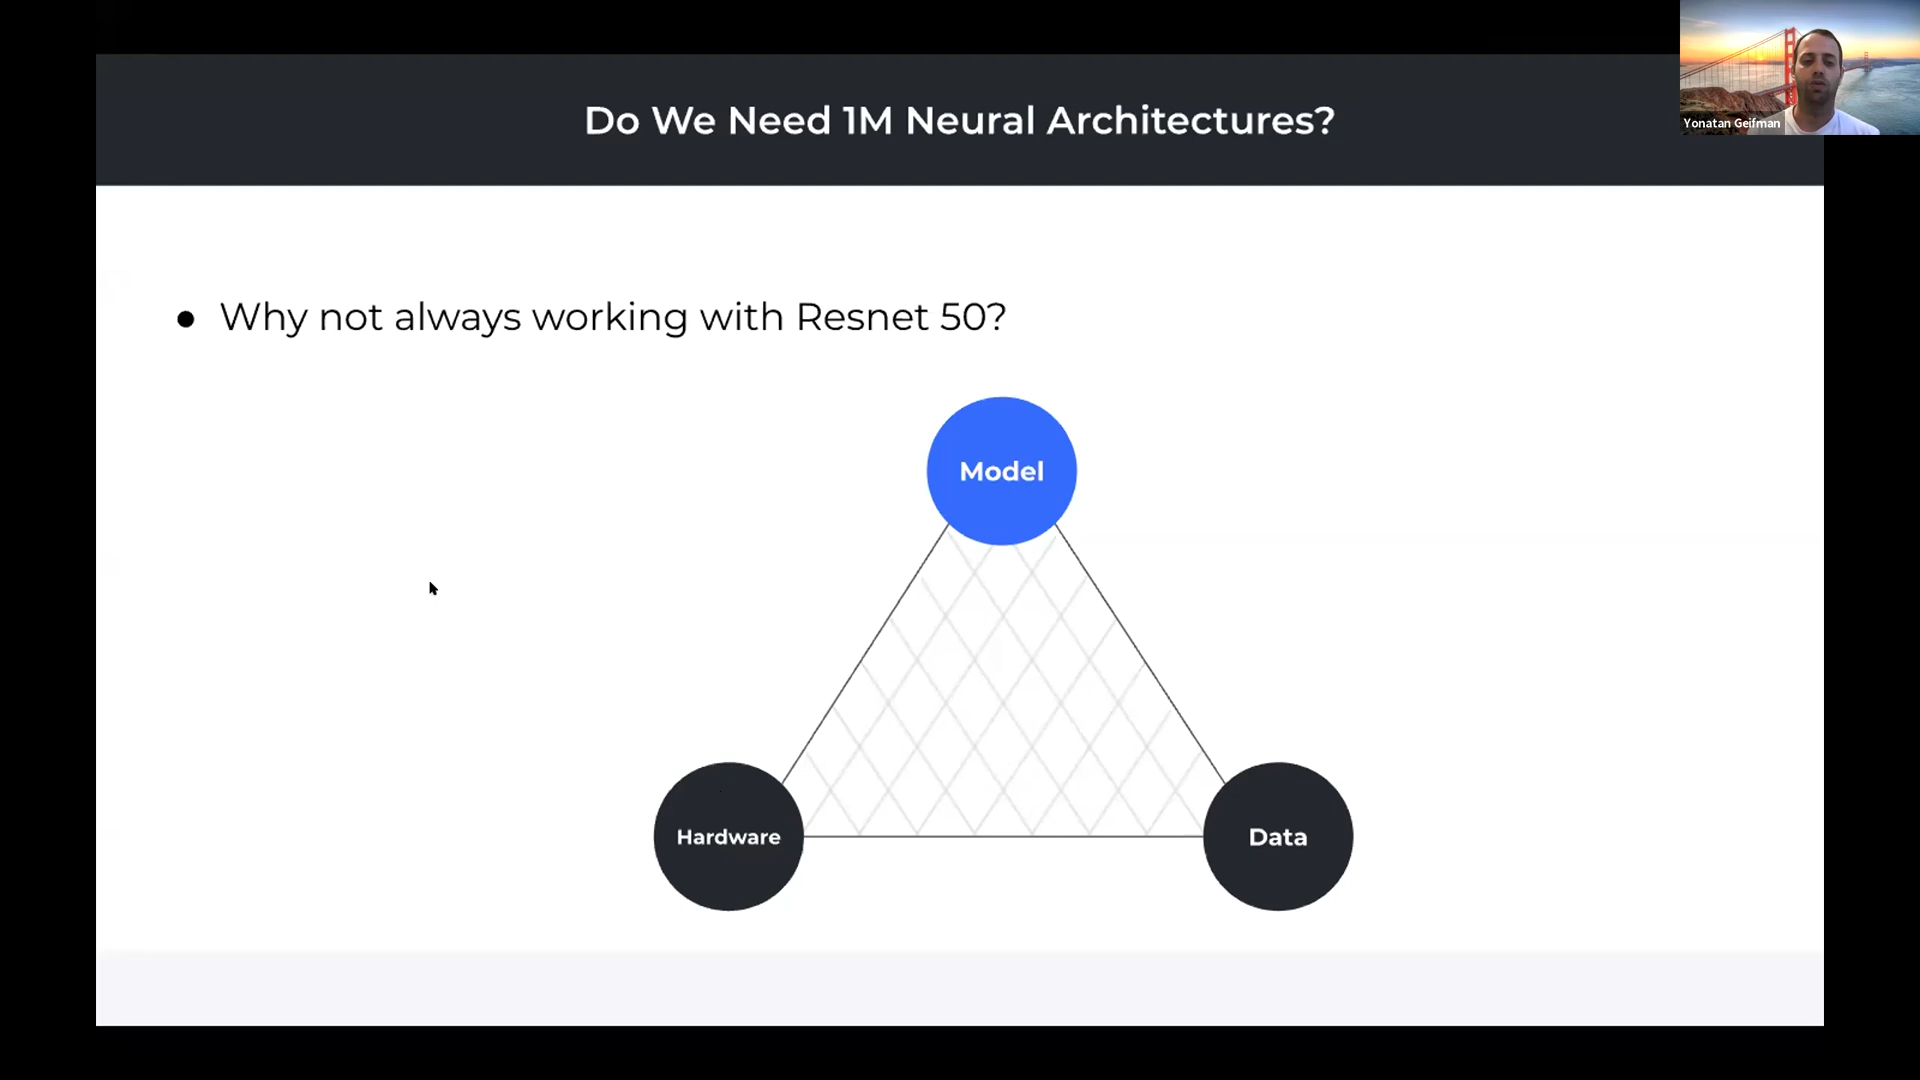 Do We Need 1M Neural Architectures?
Yonatan Geifman
● Why not always working with Resnet 50?
Model
Hardware
Data